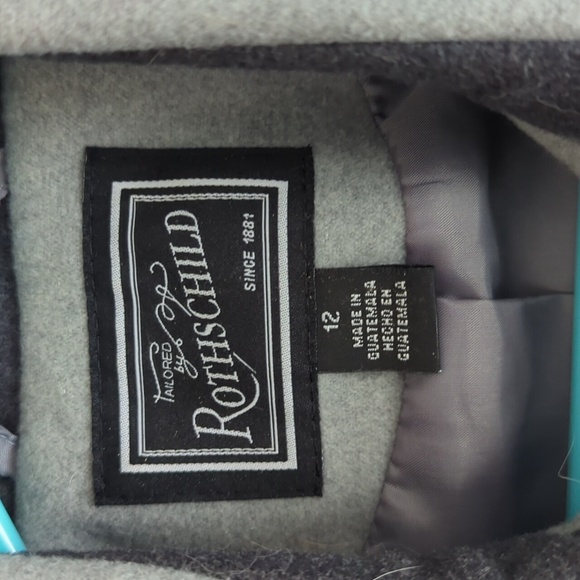 TAILORED
by
ROTHSCHILD
SINCE 1881
12
MADE IN
GUATEMALA
HECHO EN
GUATEMALA